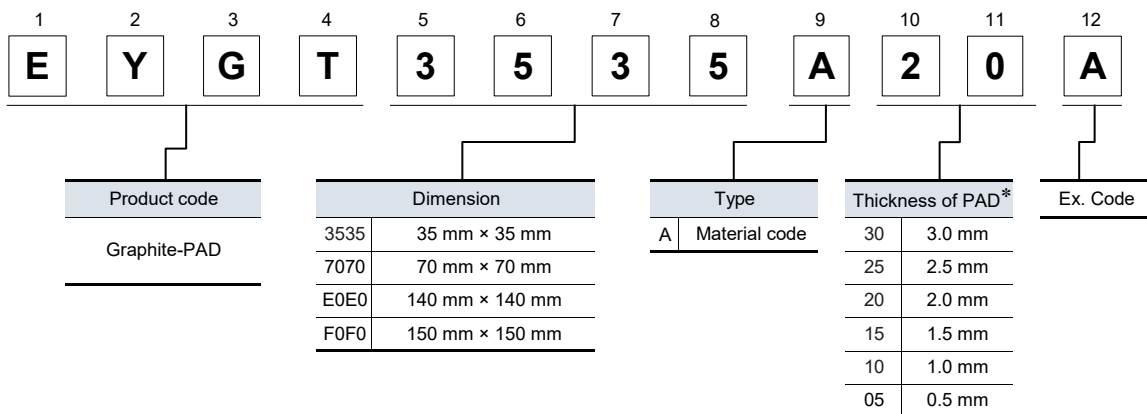 1 2 3 4 5 6 7 8 9 10 11 12
E Y G T 3 5 3 5 A 2 0 A
Product code
Graphite-PAD
Dimension
3535 35 mm × 35 mm
7070 70 mm × 70 mm
E0E0 140 mm × 140 mm
F0F0 150 mm × 150 mm
Type
A Material code
Thickness of PAD*
30 3.0 mm
25 2.5 mm
20 2.0 mm
15 1.5 mm
10 1.0 mm
05 0.5 mm
Ex. Code